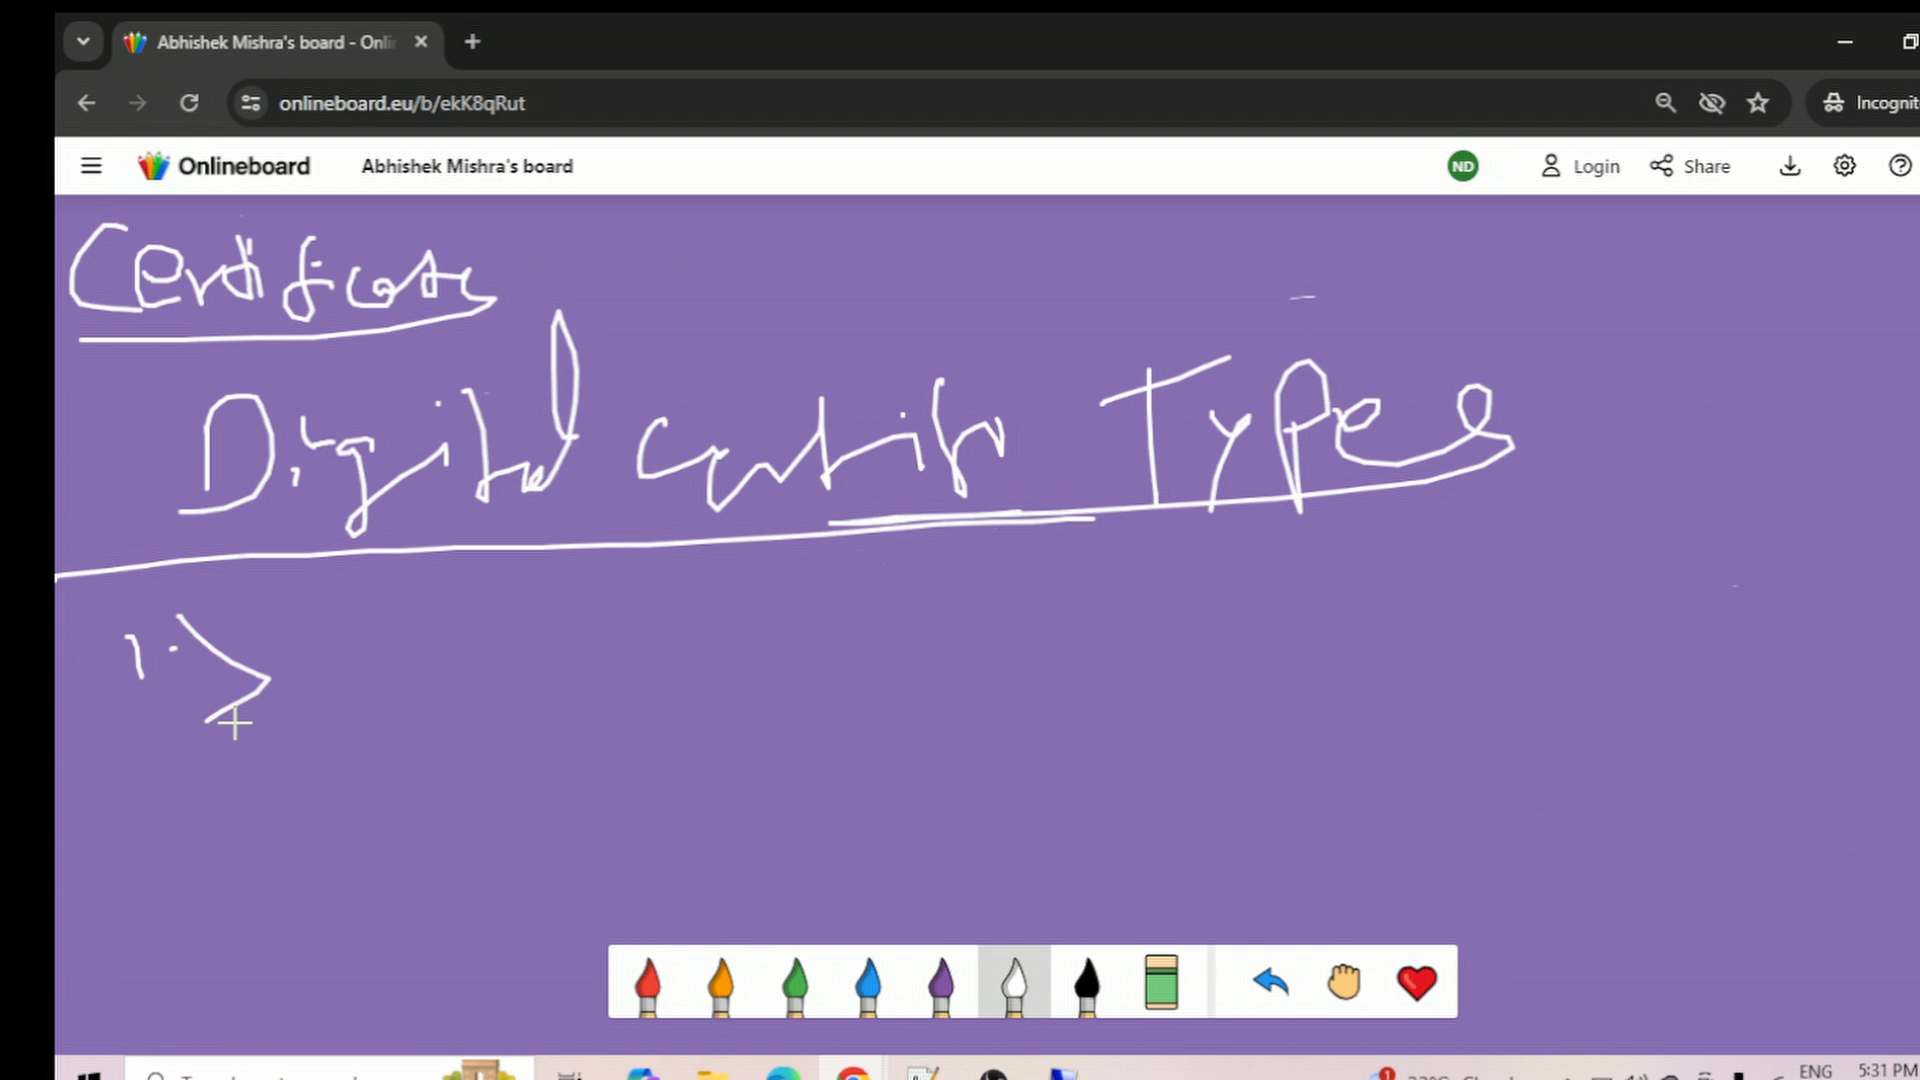 Abhishek Mishra's board - Onli
onlineboard.eu/b/ekK8qRut
Incognit
Onlineboard Abhishek Mishra's board ND Login Share
Certificate
Digital Types
1.>
ENG 5:31 PM